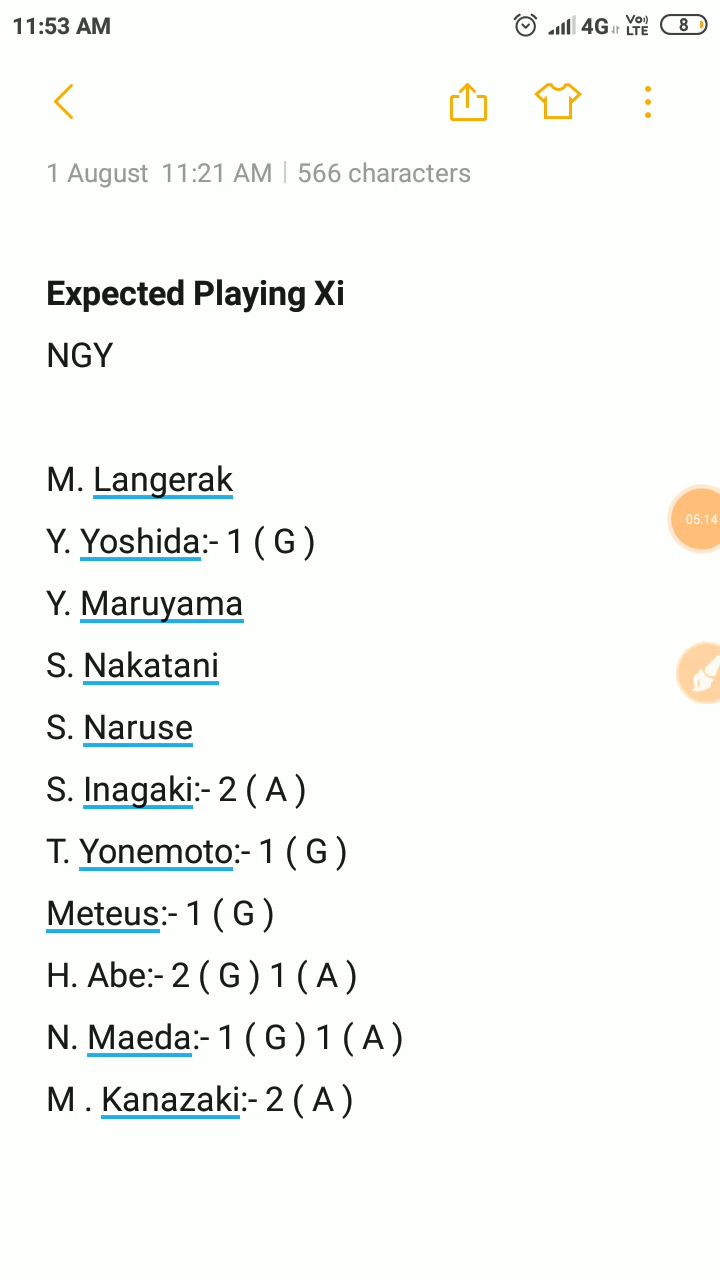 11:53 AM 4G Vo)) LTE 8
1 August 11:21 AM | 566 characters
Expected Playing Xi
NGY
M. Langerak
Y. Yoshida:- 1 ( G )
05:14
Y. Maruyama
S. Nakatani
S. Naruse
S. Inagaki:- 2 ( A )
T. Yonemoto:- 1 ( G )
Meteus:- 1 ( G )
H. Abe:- 2 ( G ) 1 ( A )
N. Maeda:- 1 ( G ) 1 ( A )
M . Kanazaki:- 2 ( A )